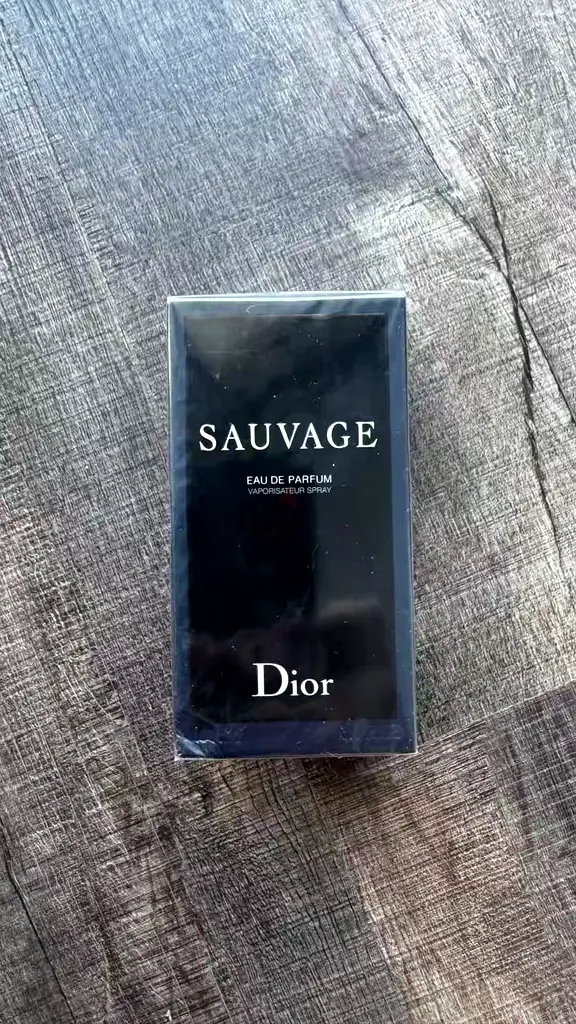 SAUVAGE
EAU DE PARFUM
VAPORISATEUR SPRAY
Dior